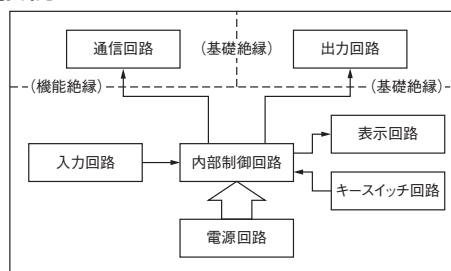 通信回路
(基礎絶縁)
出力回路
(機能絶縁)
(基礎絶縁)
表示回路
入力回路
内部制御回路
キースイッチ回路
電源回路